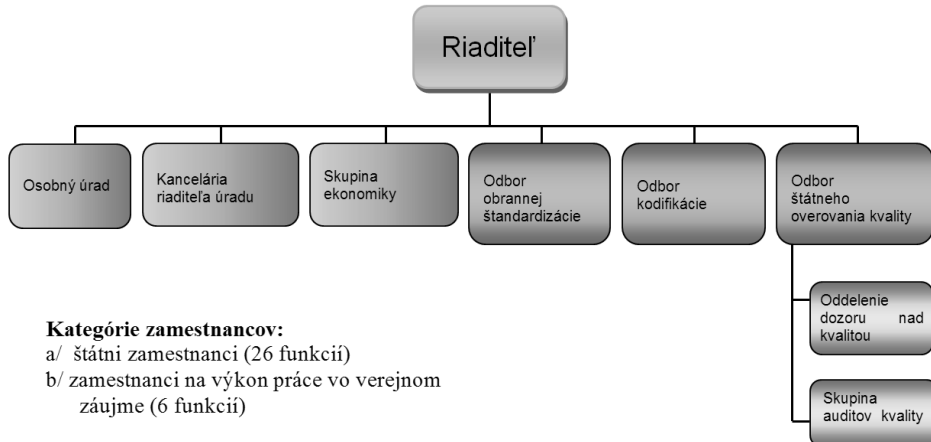 Riaditeľ
Osobný úrad
Kancelária
riaditeľa úradu
Skupina
ekonomiky
Odbor
obrannej
štandardizácie
Odbor
kodifikácie
Odbor
štátneho
overovania kvality
Oddelenie
dozoru nad
kvalitou
Skupina
auditov kvality
Kategórie zamestnancov:
a/ štátni zamestnanci (26 funkcií)
b/ zamestnanci na výkon práce vo verejnom
záujme (6 funkcií)